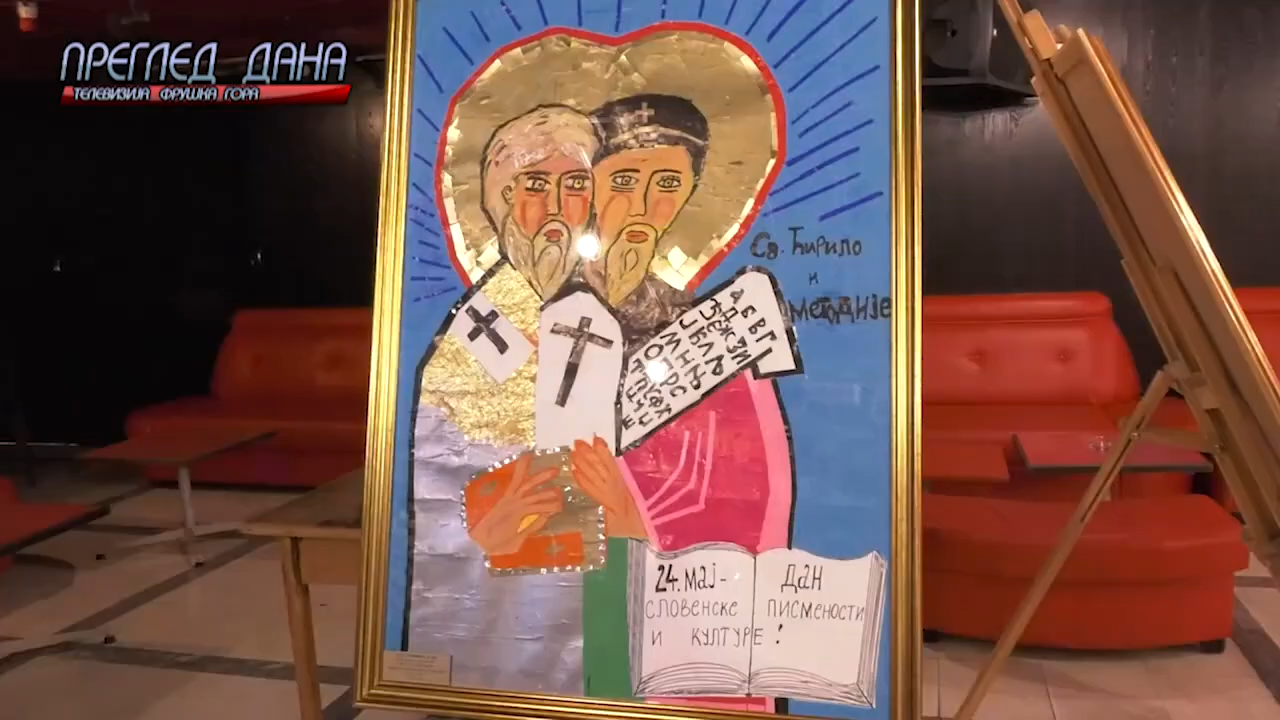 ПРЕГЛЕД ДАНА
ТЕЛЕВИЗИЈА ФРУШКА ГОРА
Св. Ћирило
и
Методије
а б в г
д ђ е ж з и
ј к л љ
м н њ
о п р с
т ћ у ф х
ц ч џ ш
24. мај- дан
словенске писмености
и културе!